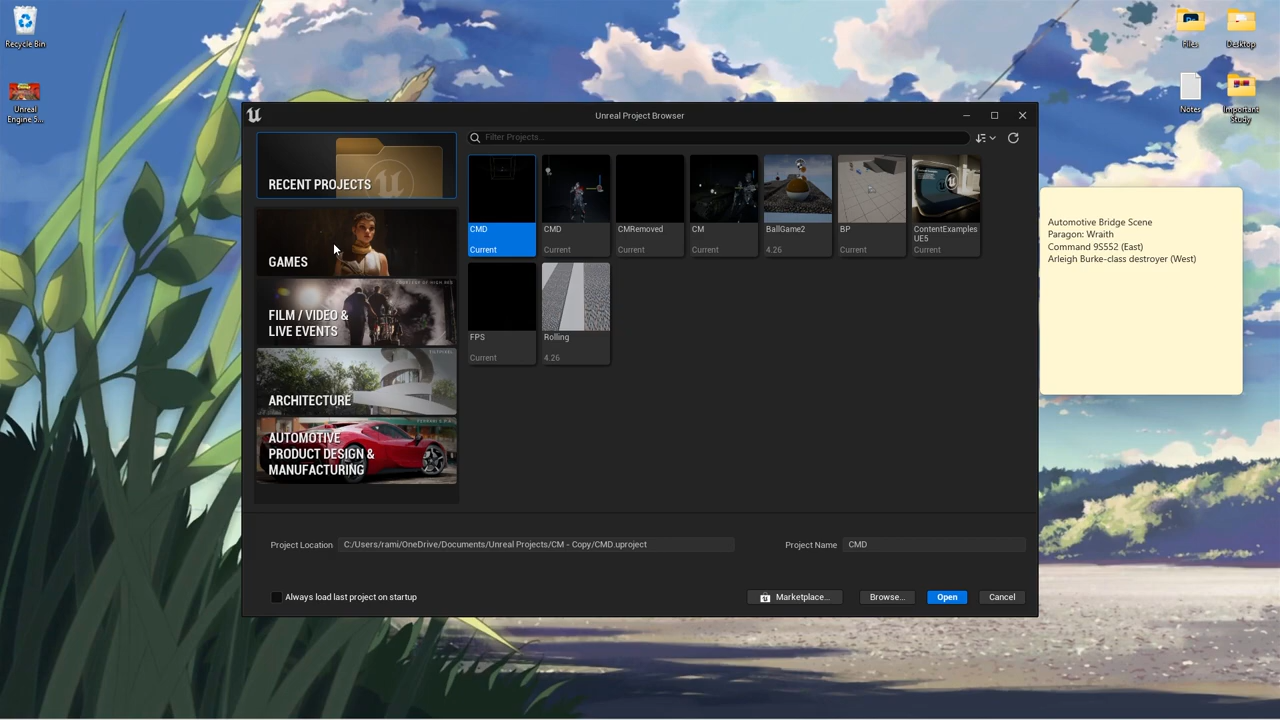 Recycle Bin
Unreal
Engine 5...
Files
Desktop
Notes
Important
Study
Unreal Project Browser
RECENT PROJECTS
GAMES
FILM / VIDEO &
LIVE EVENTS
ARCHITECTURE
AUTOMOTIVE
PRODUCT DESIGN &
MANUFACTURING
Filter Projects...
CMD
Current
CMD
Current
CMRemoved
Current
CM
Current
BallGame2
4.26
BP
Current
ContentExamples
UE5
Current
FPS
Current
Rolling
4.26
Project Location
C:/Users/rami/OneDrive/Documents/Unreal Projects/CM - Copy/CMD.uproject
Project Name
CMD
Always load last project on startup
Marketplace...
Browse...
Open
Cancel
Automotive Bridge Scene
Paragon: Wraith
Command 9S552 (East)
Arleigh Burke-class destroyer (West)